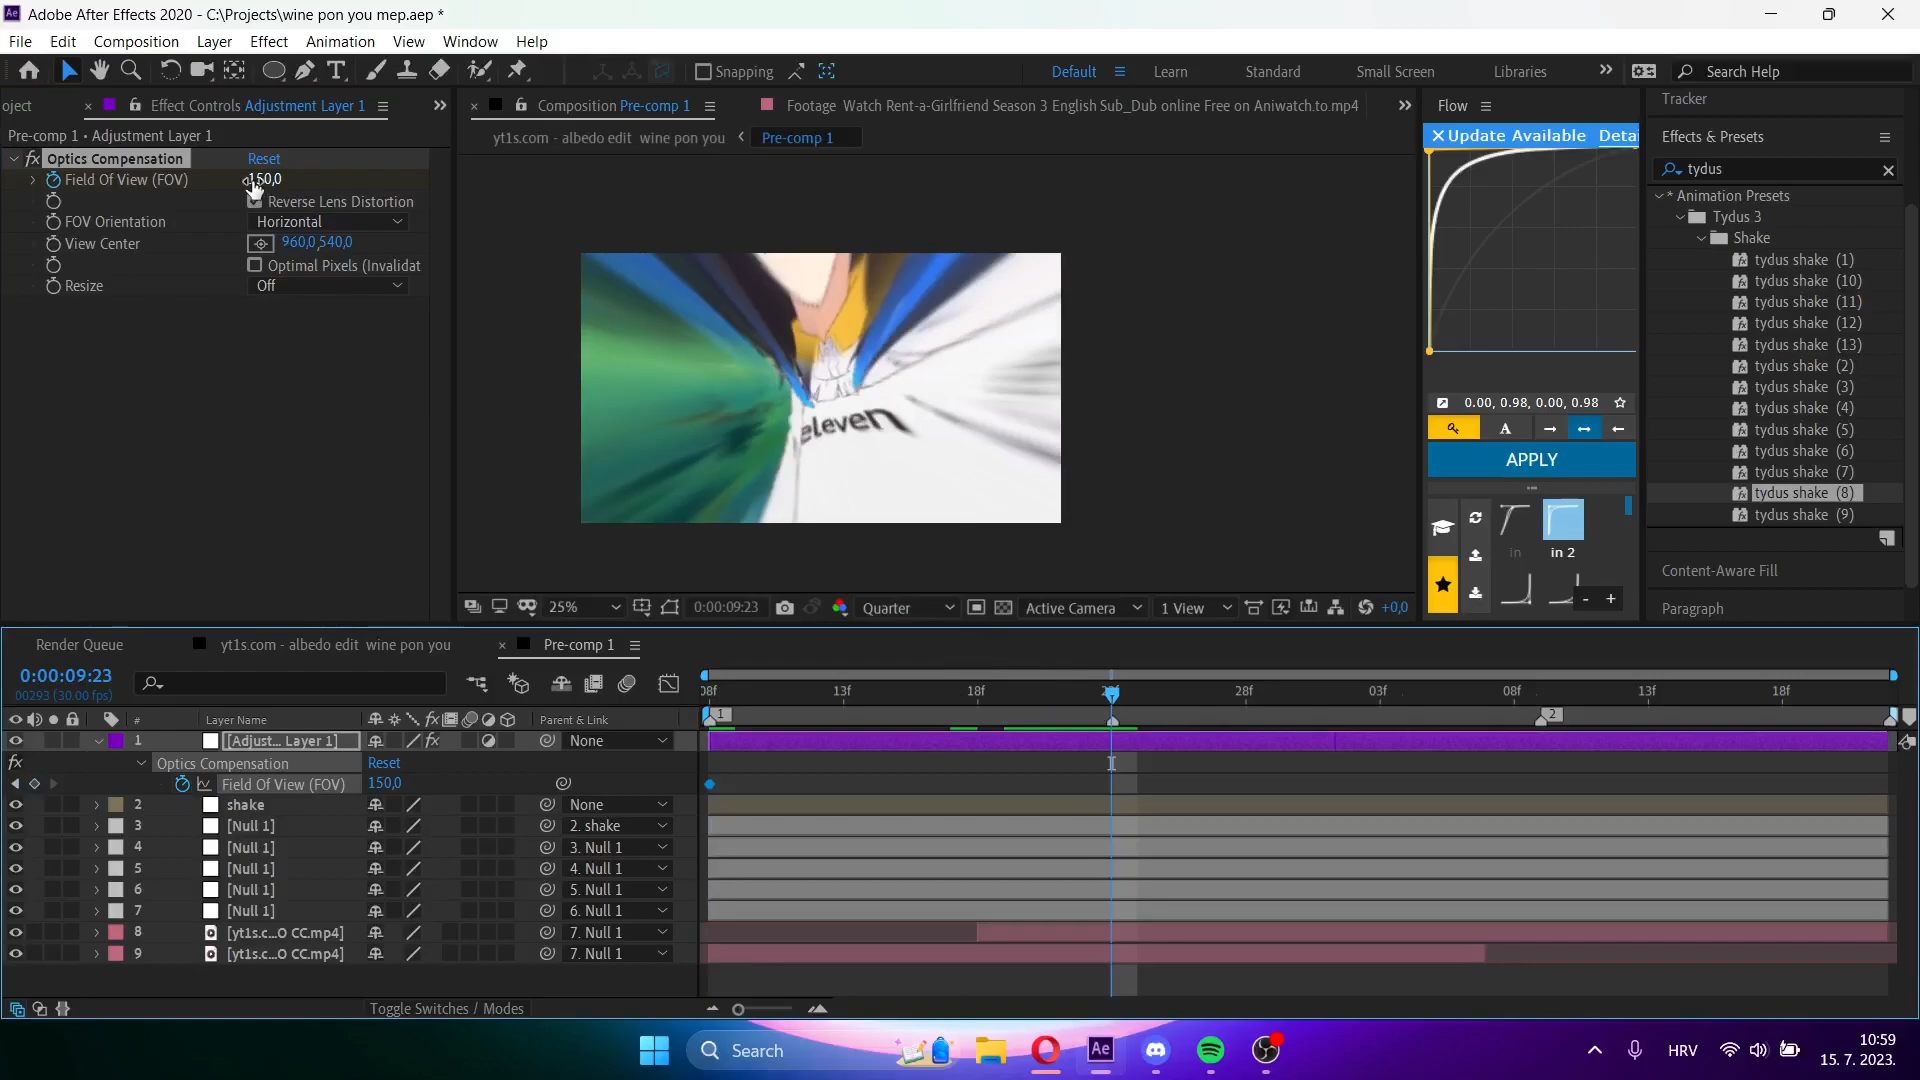 Adobe After Effects 2020 - C:\Projects\wine pon you mep.aep *
File Edit Composition Layer Effect Animation View Window Help
Snapping Default Learn Standard Small Screen Libraries Search Help
oject Effect Controls Adjustment Layer 1
Pre-comp 1 • Adjustment Layer 1
fx Optics Compensation Reset
Field Of View (FOV) 150,0
Reverse Lens Distortion
FOV Orientation Horizontal
View Center 960,0,540,0
Optimal Pixels (Invalidat
Resize Off
Composition Pre-comp 1 Footage Watch Rent-a-Girlfriend Season 3 English Sub_Dub online Free on Aniwatch.to.mp4
yt1s.com - albedo edit wine pon you Pre-comp 1
eleven
25% 0:00:09:23 Quarter Active Camera 1 View +0,0
Flow
Update Available Detai
0.00, 0.98, 0.00, 0.98
A
APPLY
in in 2
- +
Tracker
Effects & Presets
tydus
* Animation Presets
Tydus 3
Shake
tydus shake (1)
tydus shake (10)
tydus shake (11)
tydus shake (12)
tydus shake (13)
tydus shake (2)
tydus shake (3)
tydus shake (4)
tydus shake (5)
tydus shake (6)
tydus shake (7)
tydus shake (8)
tydus shake (9)
Content-Aware Fill
Paragraph
Render Queue yt1s.com - albedo edit wine pon you Pre-comp 1
0:00:09:23
00293 (30.00 fps)
08f 13f 18f 28f 03f 08f 13f 18f
# Layer Name Parent & Link
1 2
1 [Adjust... Layer 1] None
fx Optics Compensation Reset
Field Of View (FOV) 150,0
2 shake None
3 [Null 1] 2. shake
4 [Null 1] 3. Null 1
5 [Null 1] 4. Null 1
6 [Null 1] 5. Null 1
7 [Null 1] 6. Null 1
8 [yt1s.c...O CC.mp4] 7. Null 1
9 [yt1s.c...O CC.mp4] 7. Null 1
Toggle Switches / Modes
Search
Ae
HRV
10:59
15. 7. 2023.